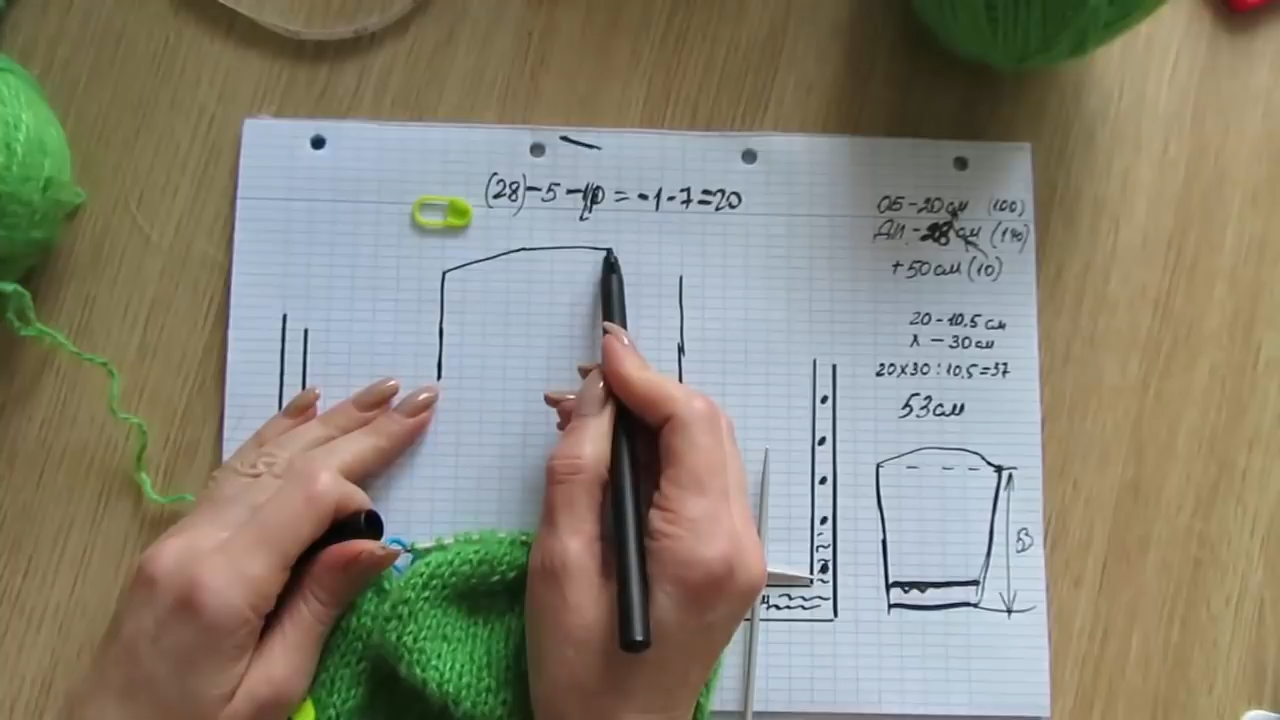 (28)-5-10=-1-7=20
ОБ-20см (100)
ДИ.-28см (140)
+50см (10)
20-10,5 см
х - 30см
20х30:10,5=57
53см